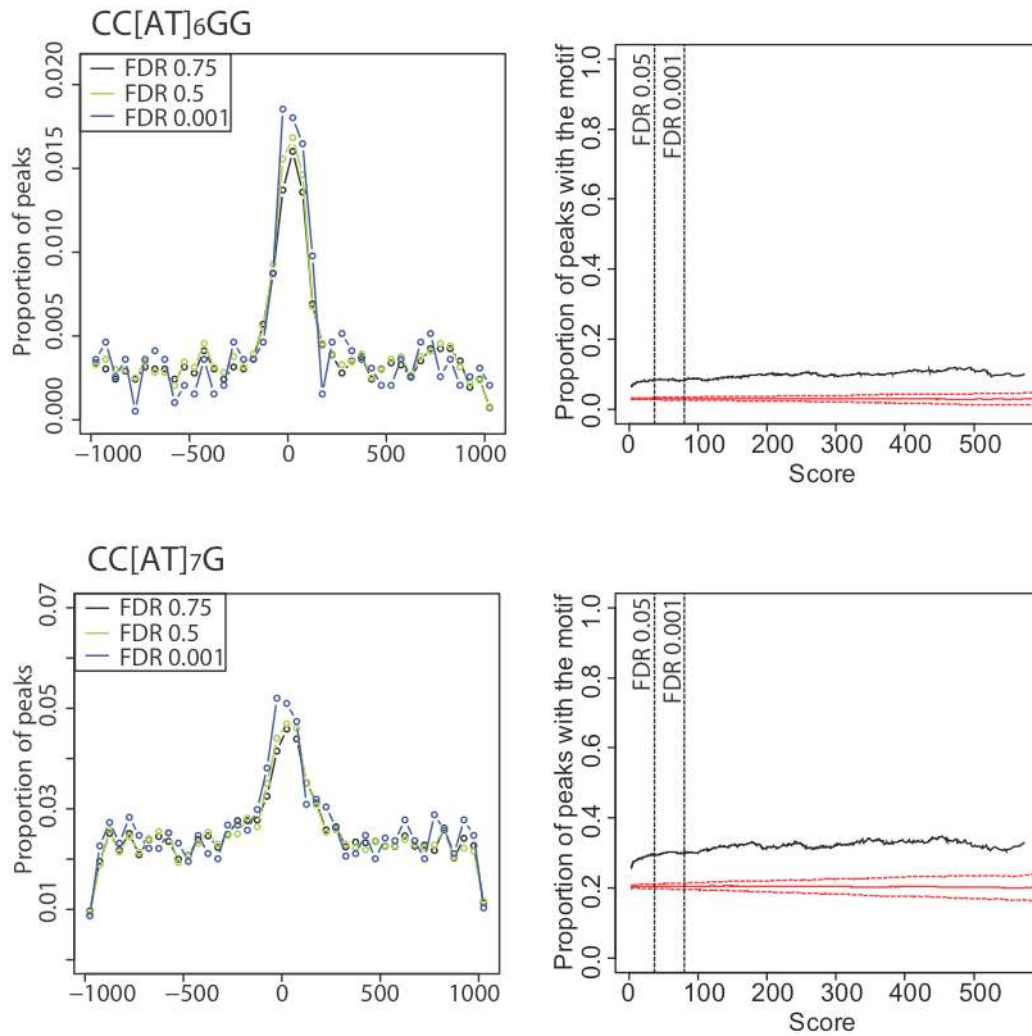 CC[AT]6GG
FDR 0.75
FDR 0.5
FDR 0.001
Proportion of peaks
0.020
0.015
0.010
0.005
0.000
−1000 −500 0 500 1000
FDR 0.05
FDR 0.001
Proportion of peaks with the motif
1.0
0.8
0.6
0.4
0.2
0.0
0 100 200 300 400 500
Score
CC[AT]7G
FDR 0.75
FDR 0.5
FDR 0.001
Proportion of peaks
0.07
0.05
0.03
0.01
−1000 −500 0 500 1000
FDR 0.05
FDR 0.001
Proportion of peaks with the motif
1.0
0.8
0.6
0.4
0.2
0.0
0 100 200 300 400 500
Score